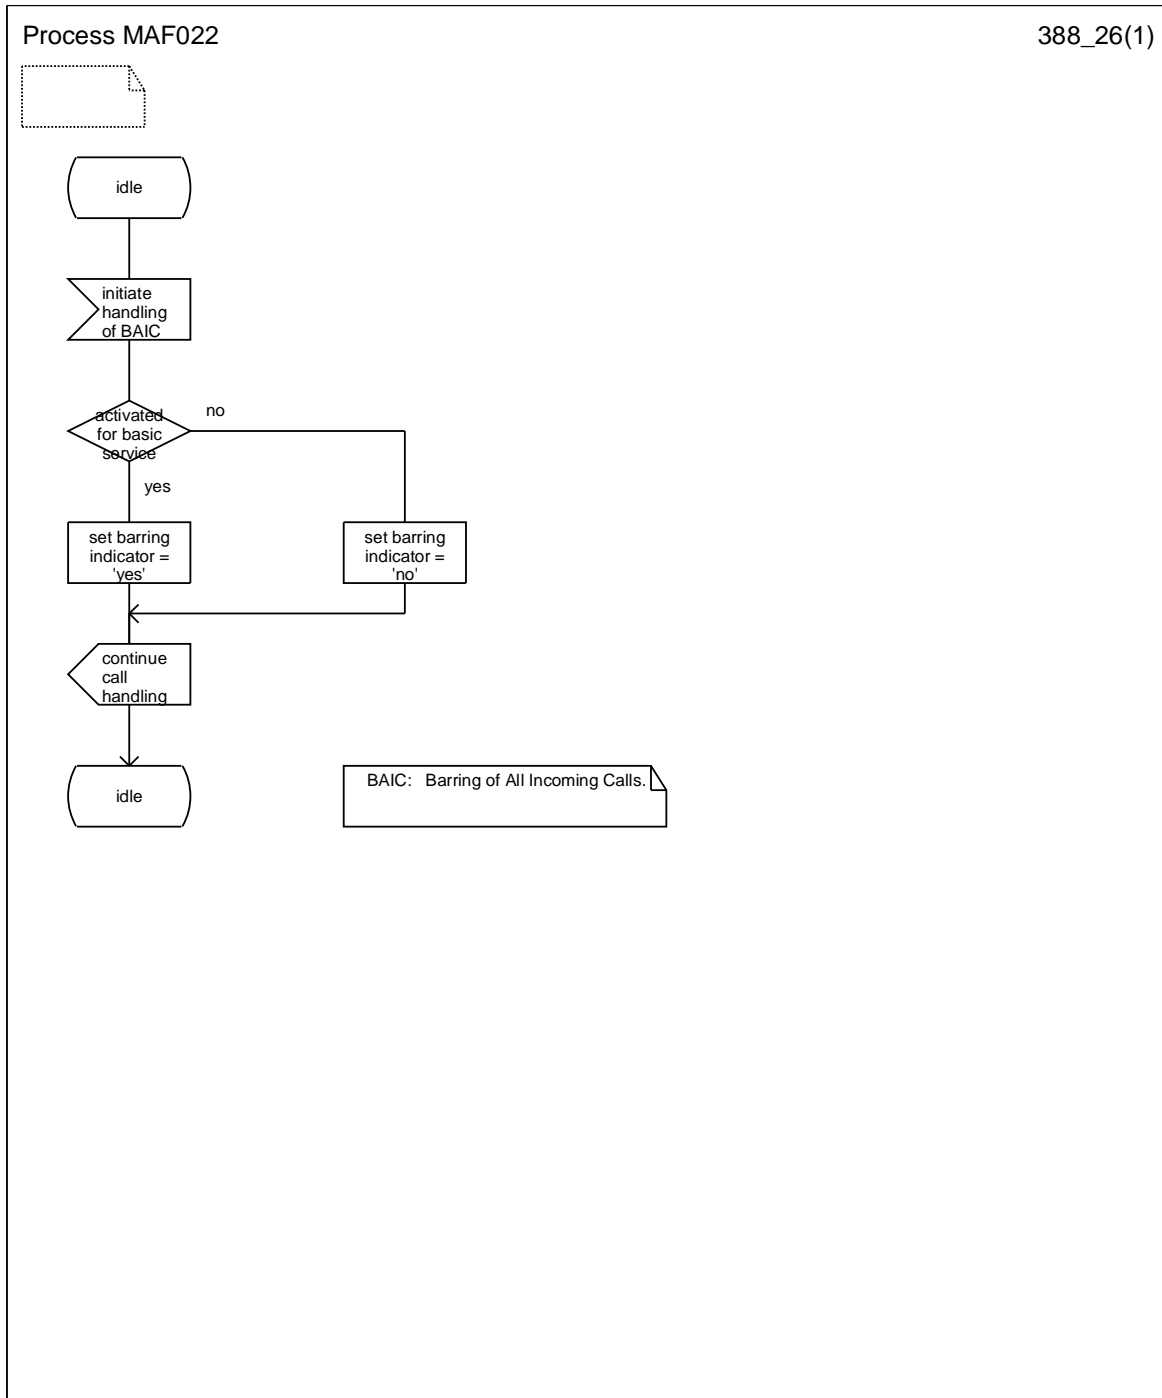 Process MAF022
388_26(1)
idle
initiate
handling
of BAIC
activated
for basic
service
no
yes
set barring
indicator =
'yes'
set barring
indicator =
'no'
continue
call
handling
idle
BAIC:   Barring of All Incoming Calls.